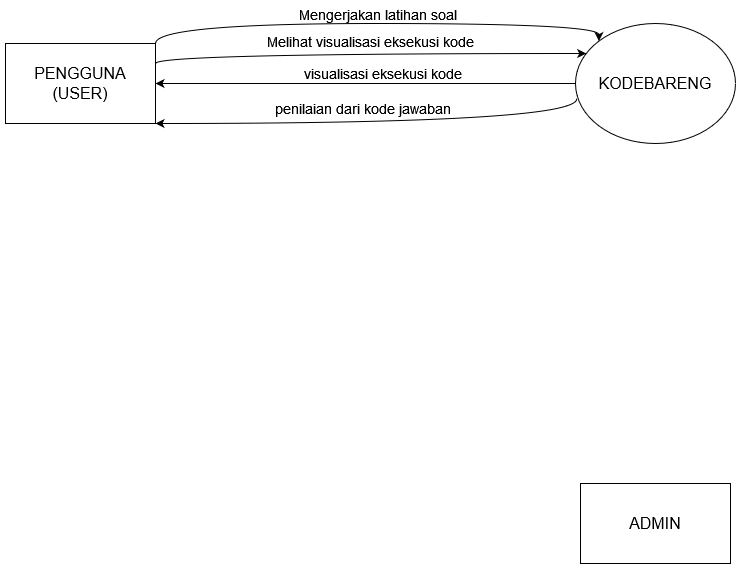 Mengerjakan latihan soal
Melihat visualisasi eksekusi kode
visualisasi eksekusi kode
penilaian dari kode jawaban
PENGGUNA
(USER)
KODEBARENG
ADMIN